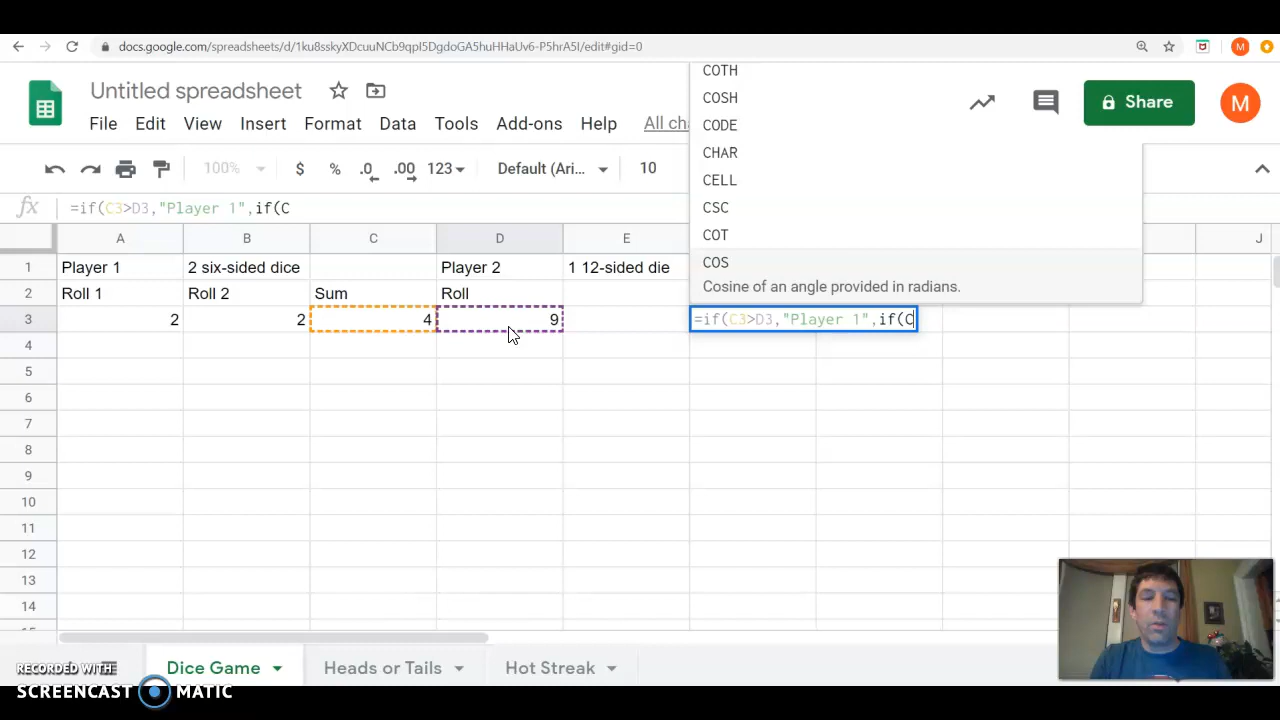 docs.google.com/spreadsheets/d/1ku8sskyXDcuuNCb9qpI5DgdoGA5huHHaUv6-P5hrA5I/edit#gid=0
M
Untitled spreadsheet
File Edit View Insert Format Data Tools Add-ons Help All ch
Share
M
100% $ % .0 .00 123 Default (Ari... 10
fx =if(C3>D3,"Player 1",if(C
COTH
COSH
CODE
CHAR
CELL
CSC
COT
COS
Cosine of an angle provided in radians.
A B C D E J
1 Player 1 2 six-sided dice Player 2 1 12-sided die
2 Roll 1 Roll 2 Sum Roll
3 2 2 4 9 =if(C3>D3,"Player 1",if(C
4
5
6
7
8
9
10
11
12
13
14
Dice Game Heads or Tails Hot Streak
RECORDED WITH
SCREENCAST MATIC